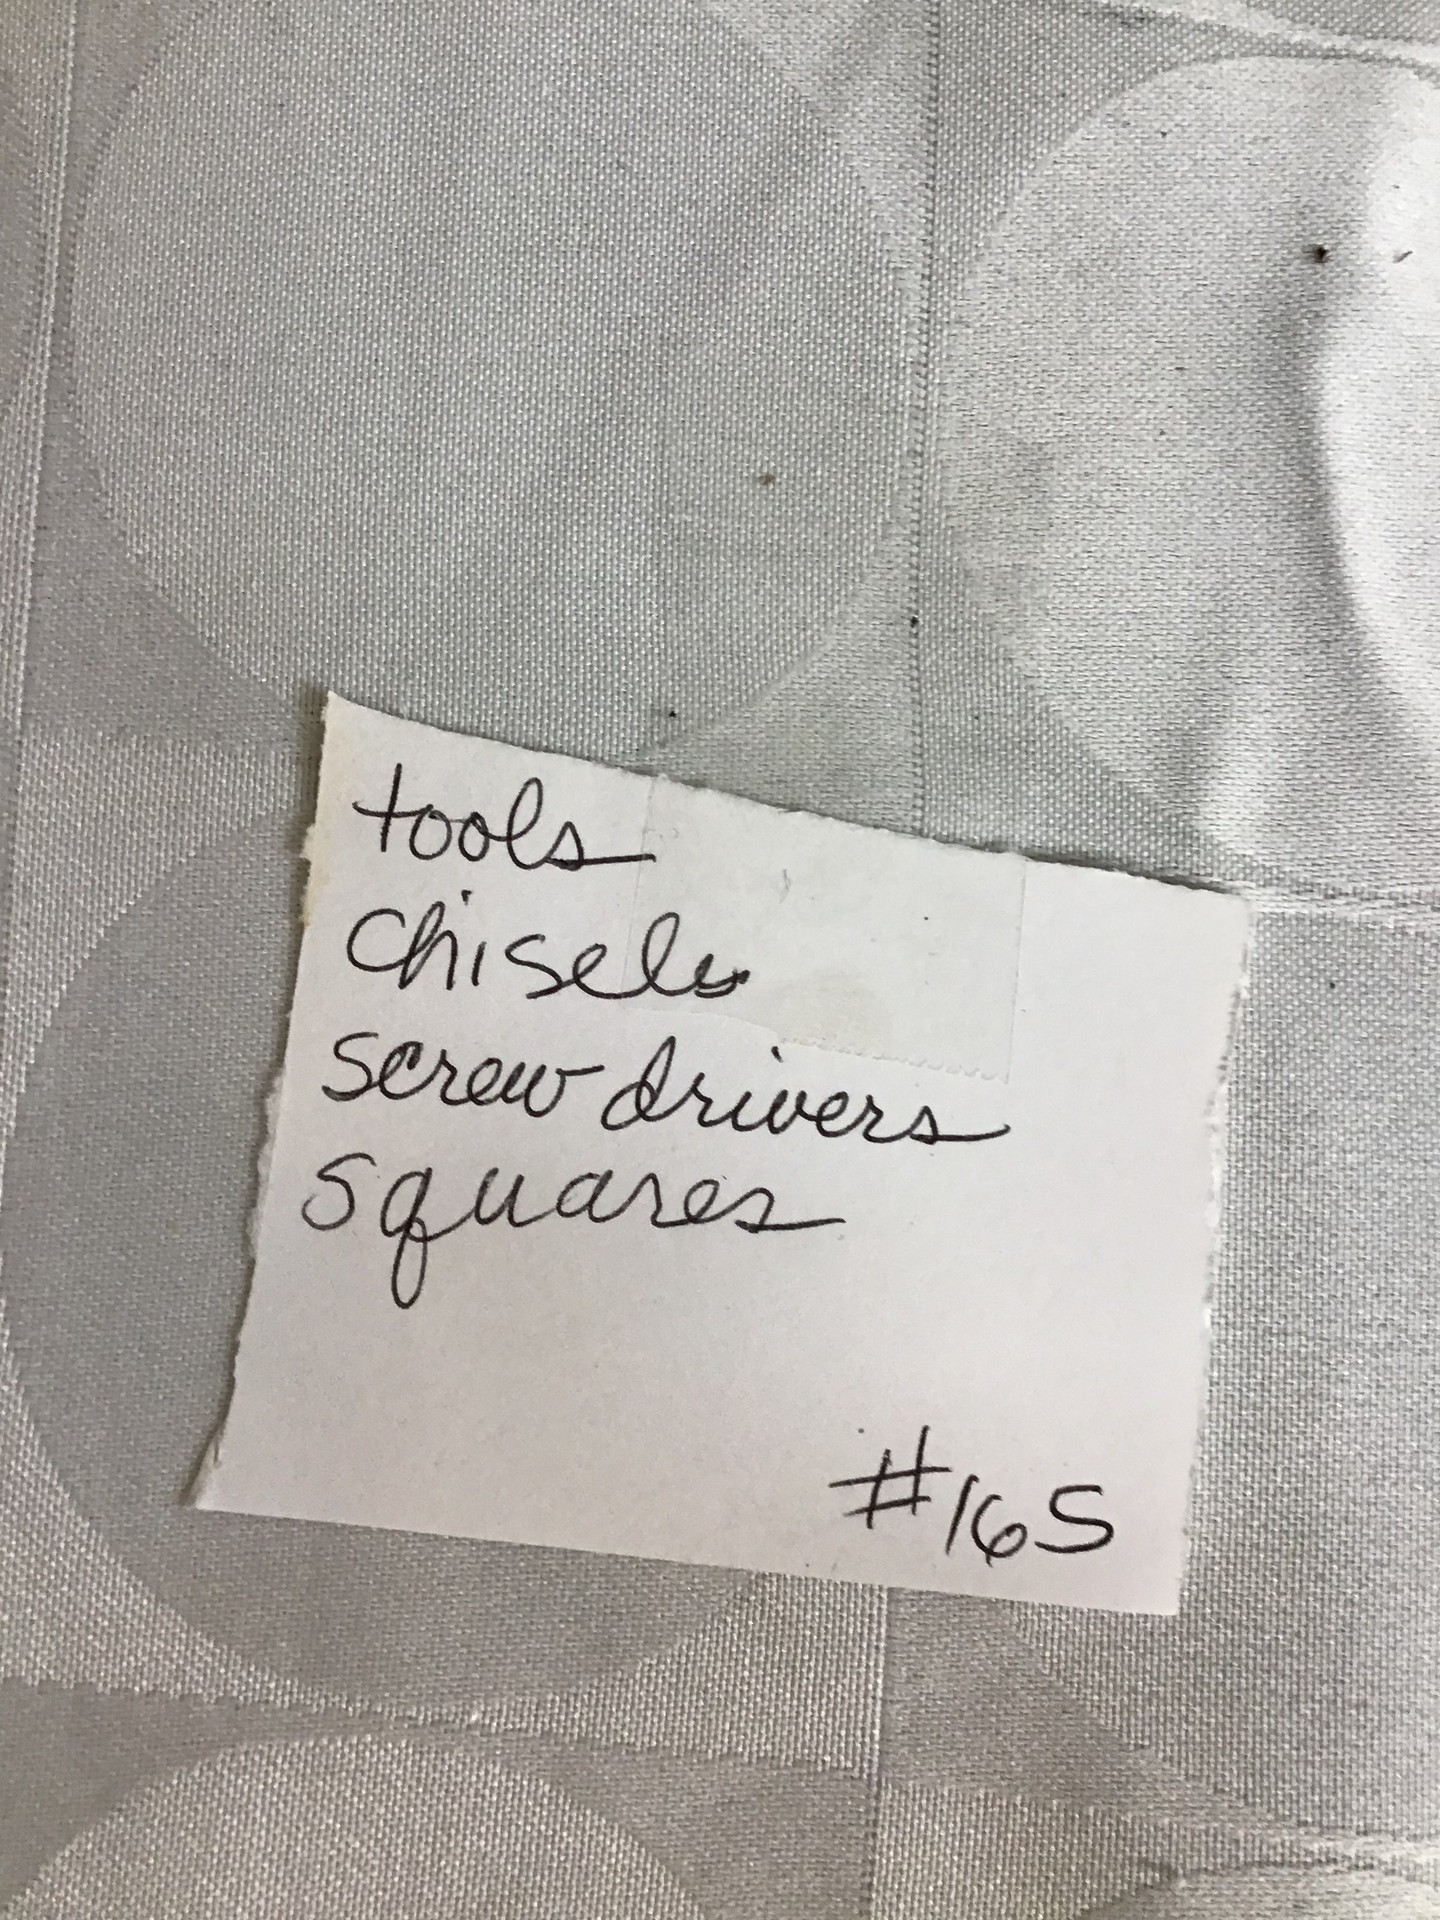 tools
chisels
screw drivers
squares
#165